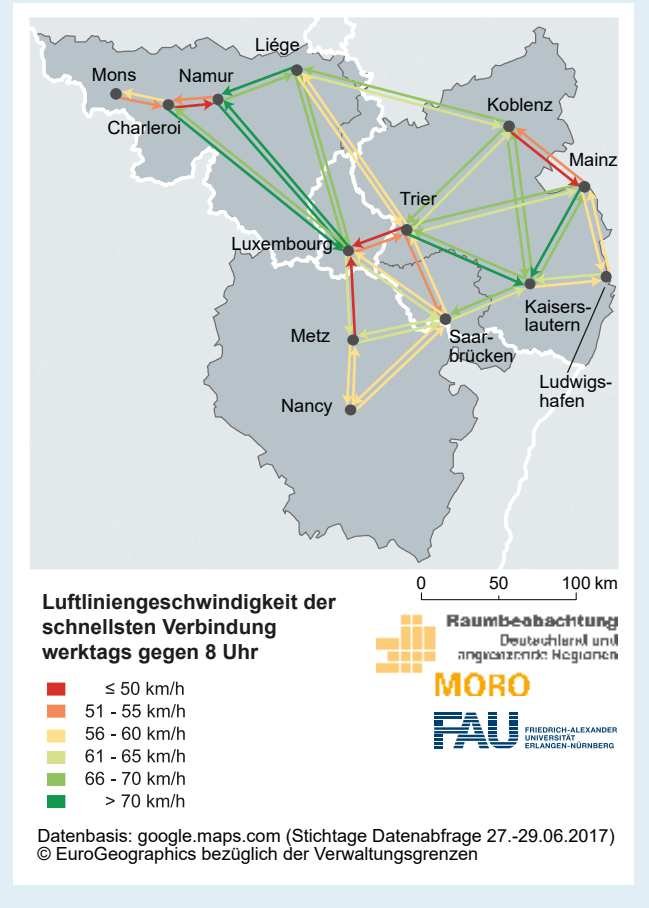 Liége
Mons
Namur
Charleroi
Koblenz
Mainz
Trier
Luxembourg
Kaisers-
lautern
Metz
Saar-
brücken
Ludwigs-
hafen
Nancy
0 50 100 km
Luftliniengeschwindigkeit der
schnellsten Verbindung
werktags gegen 8 Uhr
≤ 50 km/h
51 - 55 km/h
56 - 60 km/h
61 - 65 km/h
66 - 70 km/h
> 70 km/h
Raumbeobachtung
Deutschland und
angrenzende Regionen
MORO
FAU
FRIEDRICH-ALEXANDER
UNIVERSITÄT
ERLANGEN-NÜRNBERG
Datenbasis: google.maps.com (Stichtage Datenabfrage 27.-29.06.2017)
© EuroGeographics bezüglich der Verwaltungsgrenzen